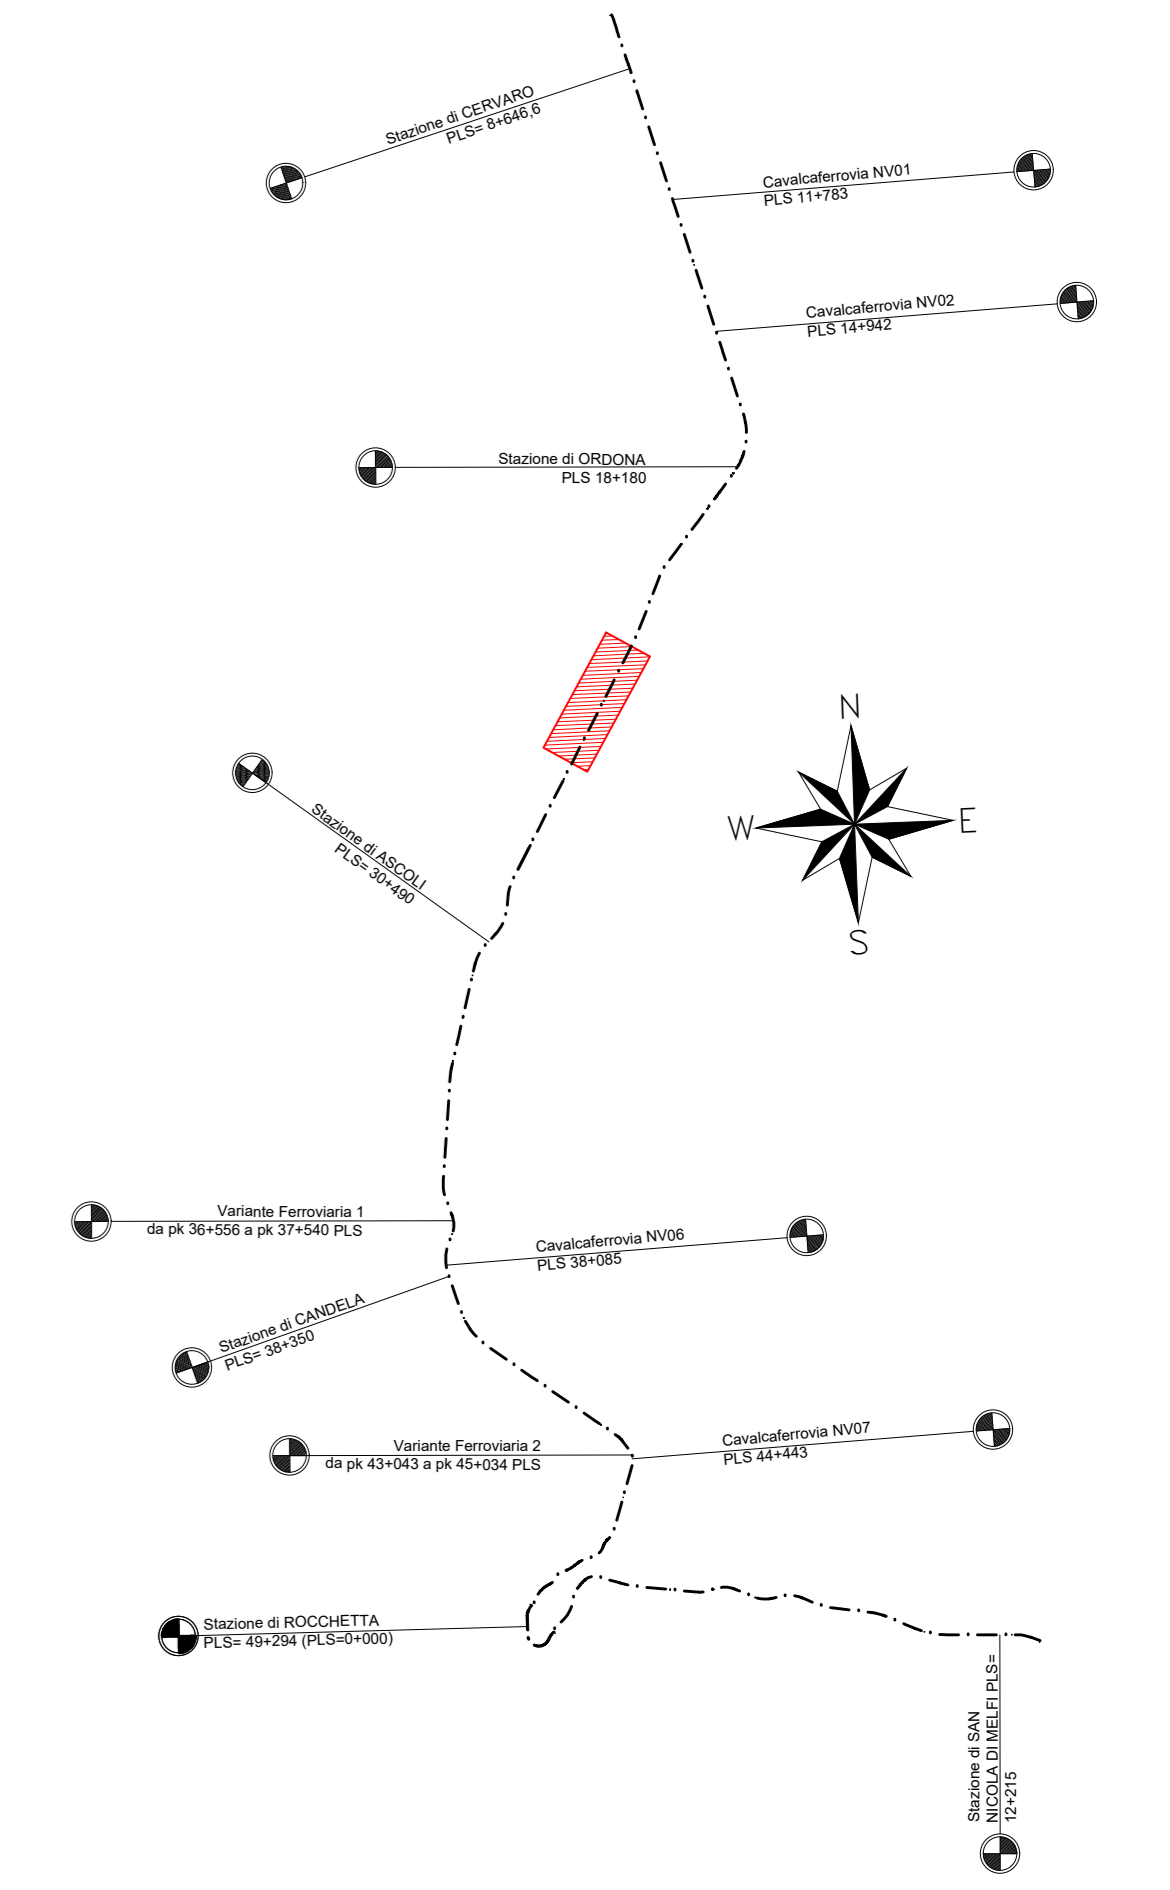 Stazione di CERVARO
PLS= 8+646,6
Cavalcaferrovia NV01
PLS 11+783
Cavalcaferrovia NV02
PLS 14+942
Stazione di ORDONA
PLS 18+180
N
W
E
S
Stazione di ASCOLI
PLS= 30+490
Variante Ferroviaria 1
da pk 36+556 a pk 37+540 PLS
Cavalcaferrovia NV06
PLS 38+085
Stazione di CANDELA
PLS= 38+350
Variante Ferroviaria 2
da pk 43+043 a pk 45+034 PLS
Cavalcaferrovia NV07
PLS 44+443
Stazione di ROCCHETTA
PLS= 49+294 (PLS=0+000)
Stazione di SAN
NICOLA DI MELFI PLS=
12+215